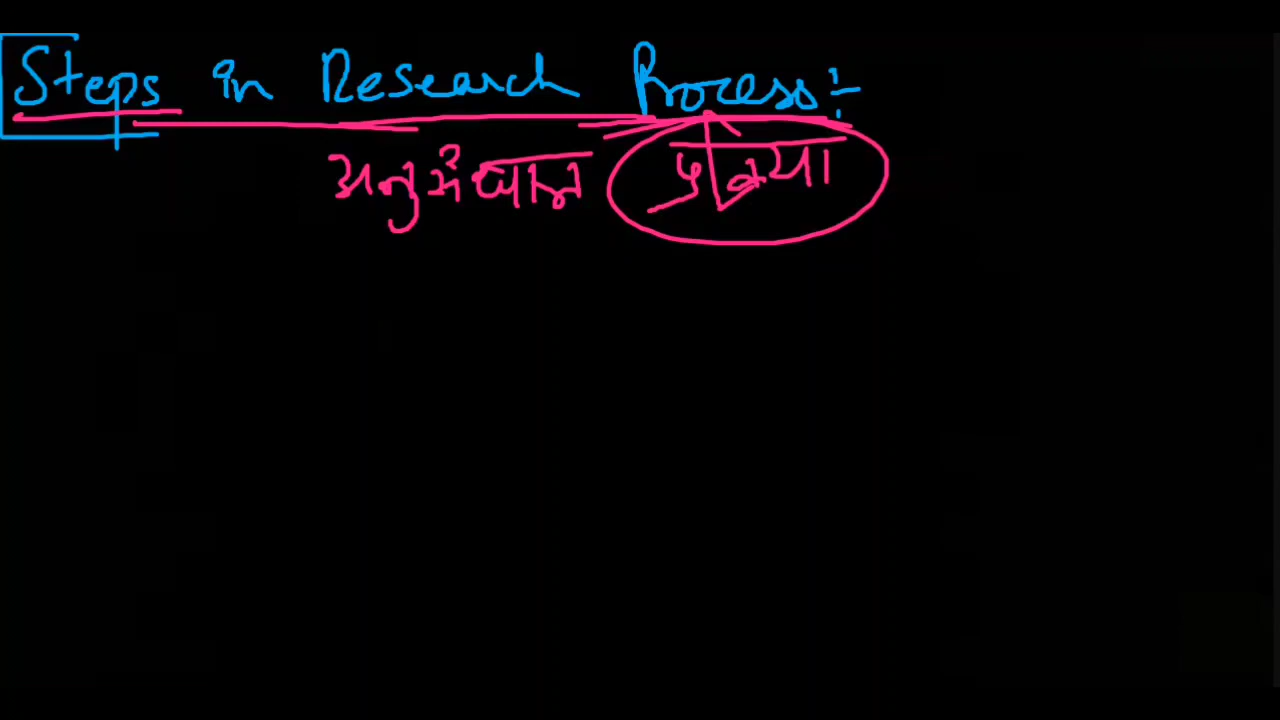 Steps in Research Process :-
अनुसंधान प्रक्रिया